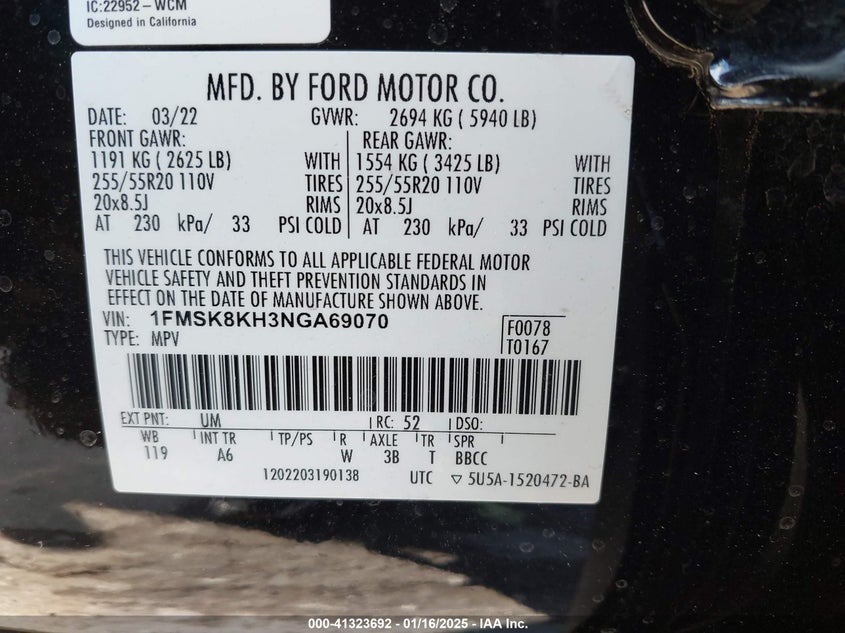 IC:22952-WCM
Designed in California
MFD. BY FORD MOTOR CO.
DATE: 03/22 GVWR: 2694 KG ( 5940 LB)
FRONT GAWR: REAR GAWR:
1191 KG ( 2625 LB) WITH 1554 KG ( 3425 LB) WITH
255/55R20 110V TIRES 255/55R20 110V TIRES
20x8.5J RIMS 20x8.5J RIMS
AT 230 kPa/ 33 PSI COLD AT 230 kPa/ 33 PSI COLD
THIS VEHICLE CONFORMS TO ALL APPLICABLE FEDERAL MOTOR
VEHICLE SAFETY AND THEFT PREVENTION STANDARDS IN
EFFECT ON THE DATE OF MANUFACTURE SHOWN ABOVE.
VIN: 1FMSK8KH3NGA69070 F0078
TYPE: MPV T0167
EXT PNT: UM RC: 52 DSO:
WB INT TR TP/PS R AXLE TR SPR
119 A6 W 3B T BBCC
1202203190138 UTC ▽ 5U5A-1520472-BA
000-41323692 - 01/16/2025 - IAA Inc.